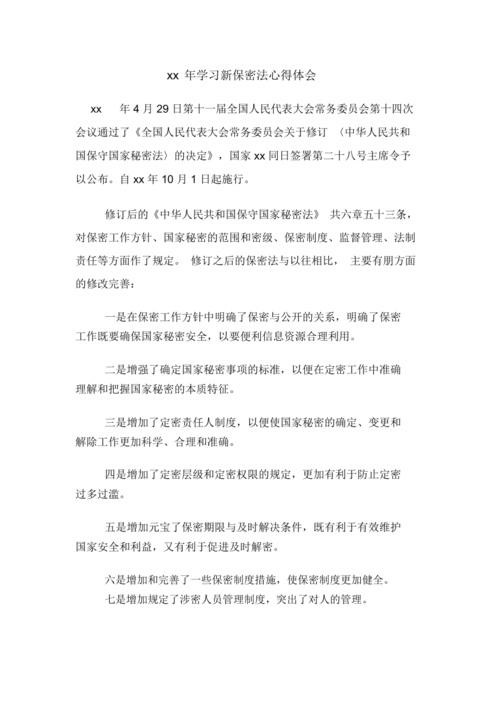 xx 年学习新保密法心得体会
xx 年 4 月 29 日第十一届全国人民代表大会常务委员会第十四次
会议通过了《全国人民代表大会常务委员会关于修订 〈中华人民共和
国保守国家秘密法〉的决定》，国家 xx 同日签署第二十八号主席令予
以公布。自 xx 年 10 月 1 日起施行。
修订后的《中华人民共和国保守国家秘密法》 共六章五十三条，
对保密工作方针、国家秘密的范围和密级、保密制度、监督管理、法制
责任等方面作了规定。 修订之后的保密法与以往相比， 主要有朋方面
的修改完善：
一是在保密工作方针中明确了保密与公开的关系，明确了保密
工作既要确保国家秘密安全，以要便利信息资源合理利用。
二是增强了确定国家秘密事项的标准，以便在定密工作中准确
理解和把握国家秘密的本质特征。
三是增加了定密责任人制度，以便使国家秘密的确定、变更和
解除工作更加科学、合理和准确。
四是增加了定密层级和定密权限的规定，更加有利于防止定密
过多过滥。
五是增加元宝了保密期限与及时解决条件，既有利于有效维护
国家安全和利益，又有利于促进及时解密。
六是增加和完善了一些保密制度措施，使保密制度更加健全。
七是增加规定了涉密人员管理制度，突出了对人的管理。